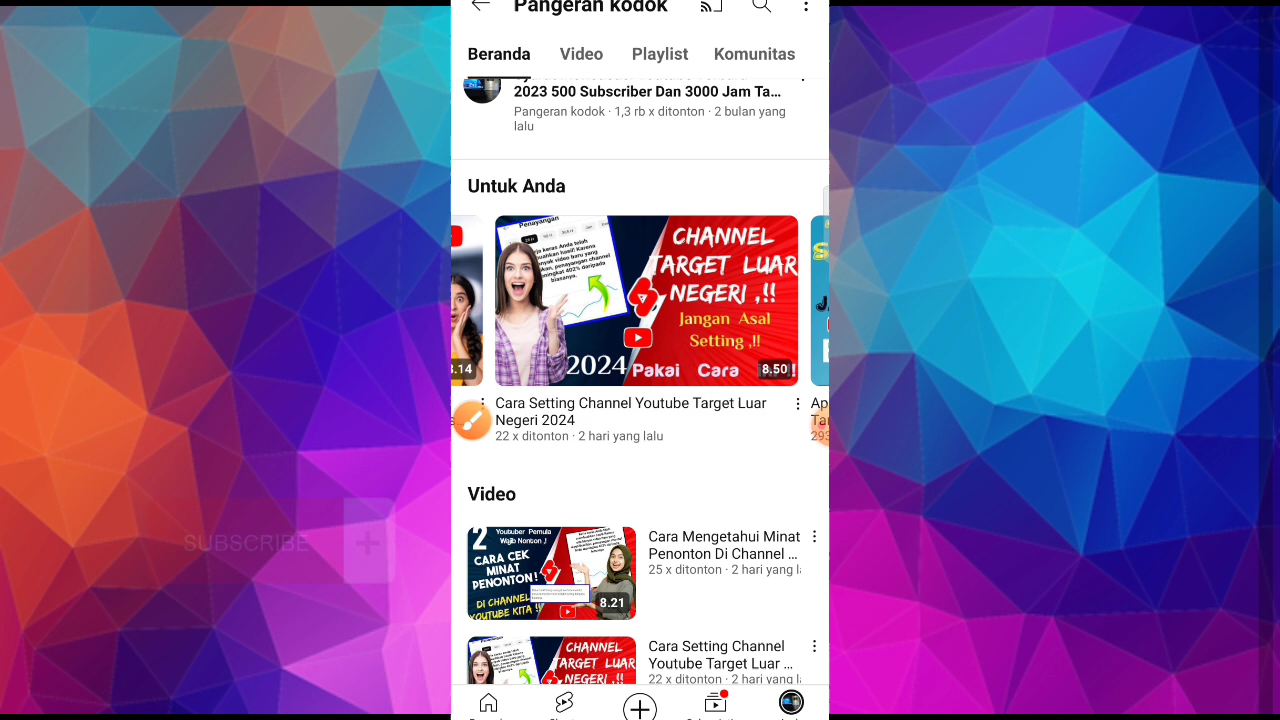 Pangeran kodok
Beranda Video Playlist Komunitas
2023 500 Subscriber Dan 3000 Jam Ta...
Pangeran kodok · 1,3 rb x ditonton · 2 bulan yang
lalu
Untuk Anda
Penayangan
CHANNEL
TARGET LUAR
NEGERI ,!!
Jangan Asal
Setting ,!!
2024 Pakai Cara
8.50
Cara Setting Channel Youtube Target Luar
Negeri 2024
22 x ditonton · 2 hari yang lalu
SUBSCRIBE
Video
2 Youtuber Pemula
Wajib Nonton ,!
CARA CEK
MINAT
PENONTON!
DI CHANNEL
YOUTUBE KITA !!
8.21
Cara Mengetahui Minat
Penonton Di Channel ...
25 x ditonton · 2 hari yang
CHANNEL
TARGET LUAR
NEGERI ,!!
Cara Setting Channel
Youtube Target Luar ...
22 x ditonton · 2 hari yang